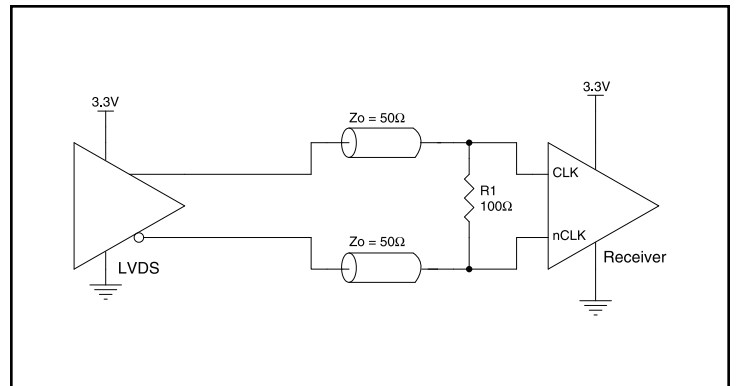 3.3V
3.3V
Zo = 50Ω
CLK
R1
100Ω
nCLK
Zo = 50Ω
LVDS
Receiver